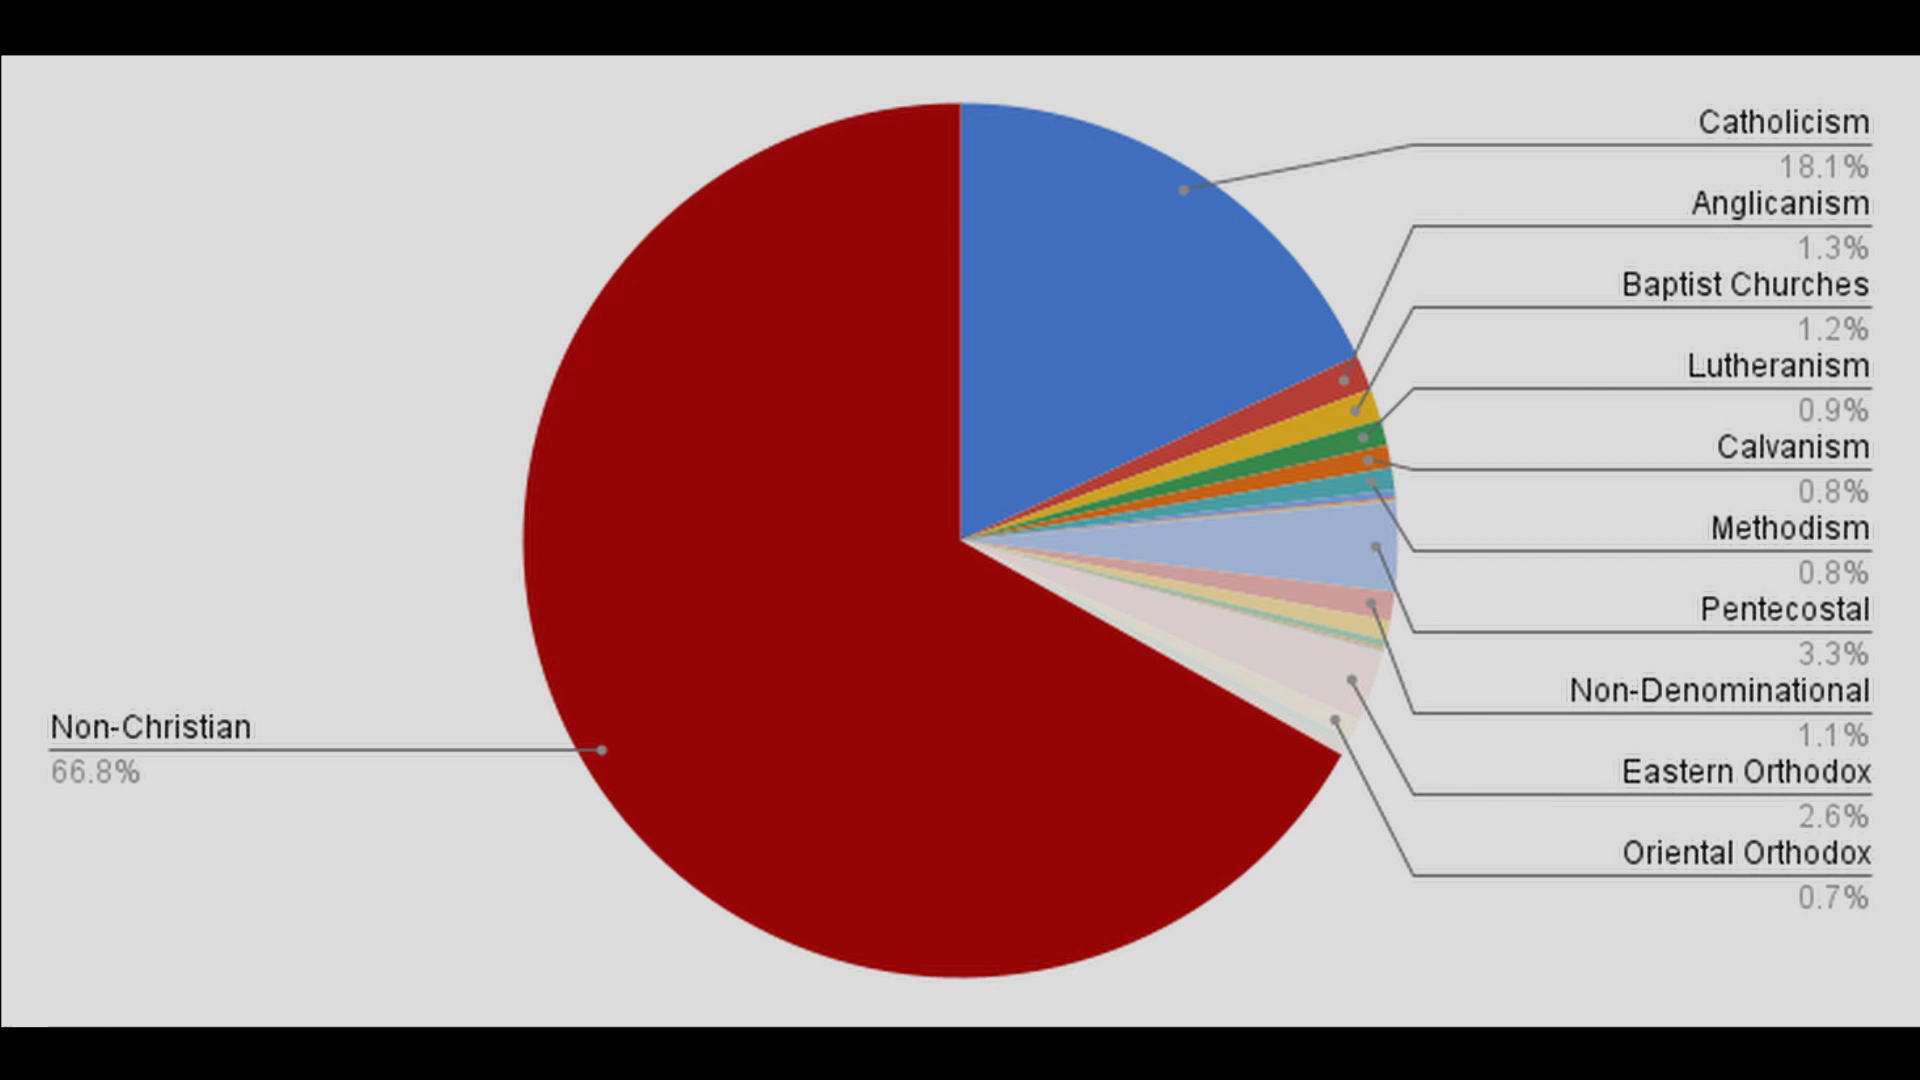 Catholicism
18.1%
Anglicanism
1.3%
Baptist Churches
1.2%
Lutheranism
0.9%
Calvanism
0.8%
Methodism
0.8%
Pentecostal
3.3%
Non-Denominational
1.1%
Eastern Orthodox
2.6%
Oriental Orthodox
0.7%
Non-Christian
66.8%